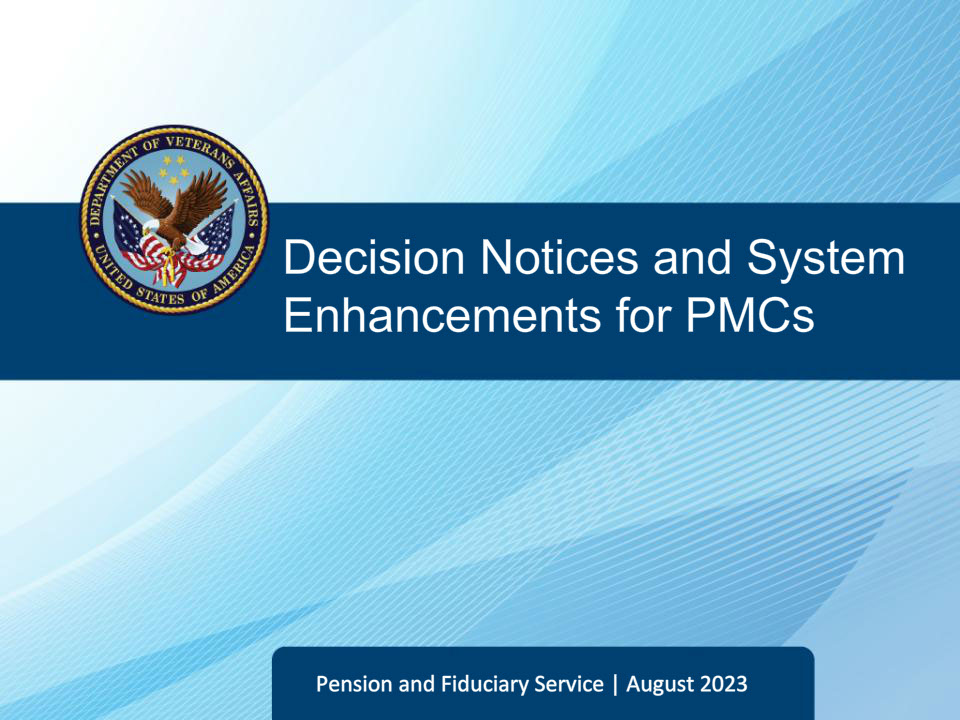 DEPARTMENT OF VETERANS AFFAIRS
UNITED STATES OF AMERICA
Decision Notices and System
Enhancements for PMCs
Pension and Fiduciary Service | August 2023